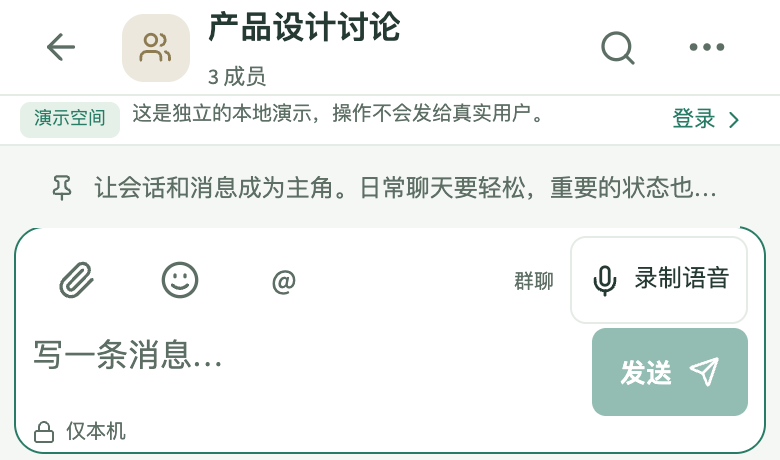 产品设计讨论
3 成员
演示空间 这是独立的本地演示，操作不会发给真实用户。 登录
让会话和消息成为主角。日常聊天要轻松，重要的状态也…
@ 群聊 录制语音
写一条消息…
发送
仅本机